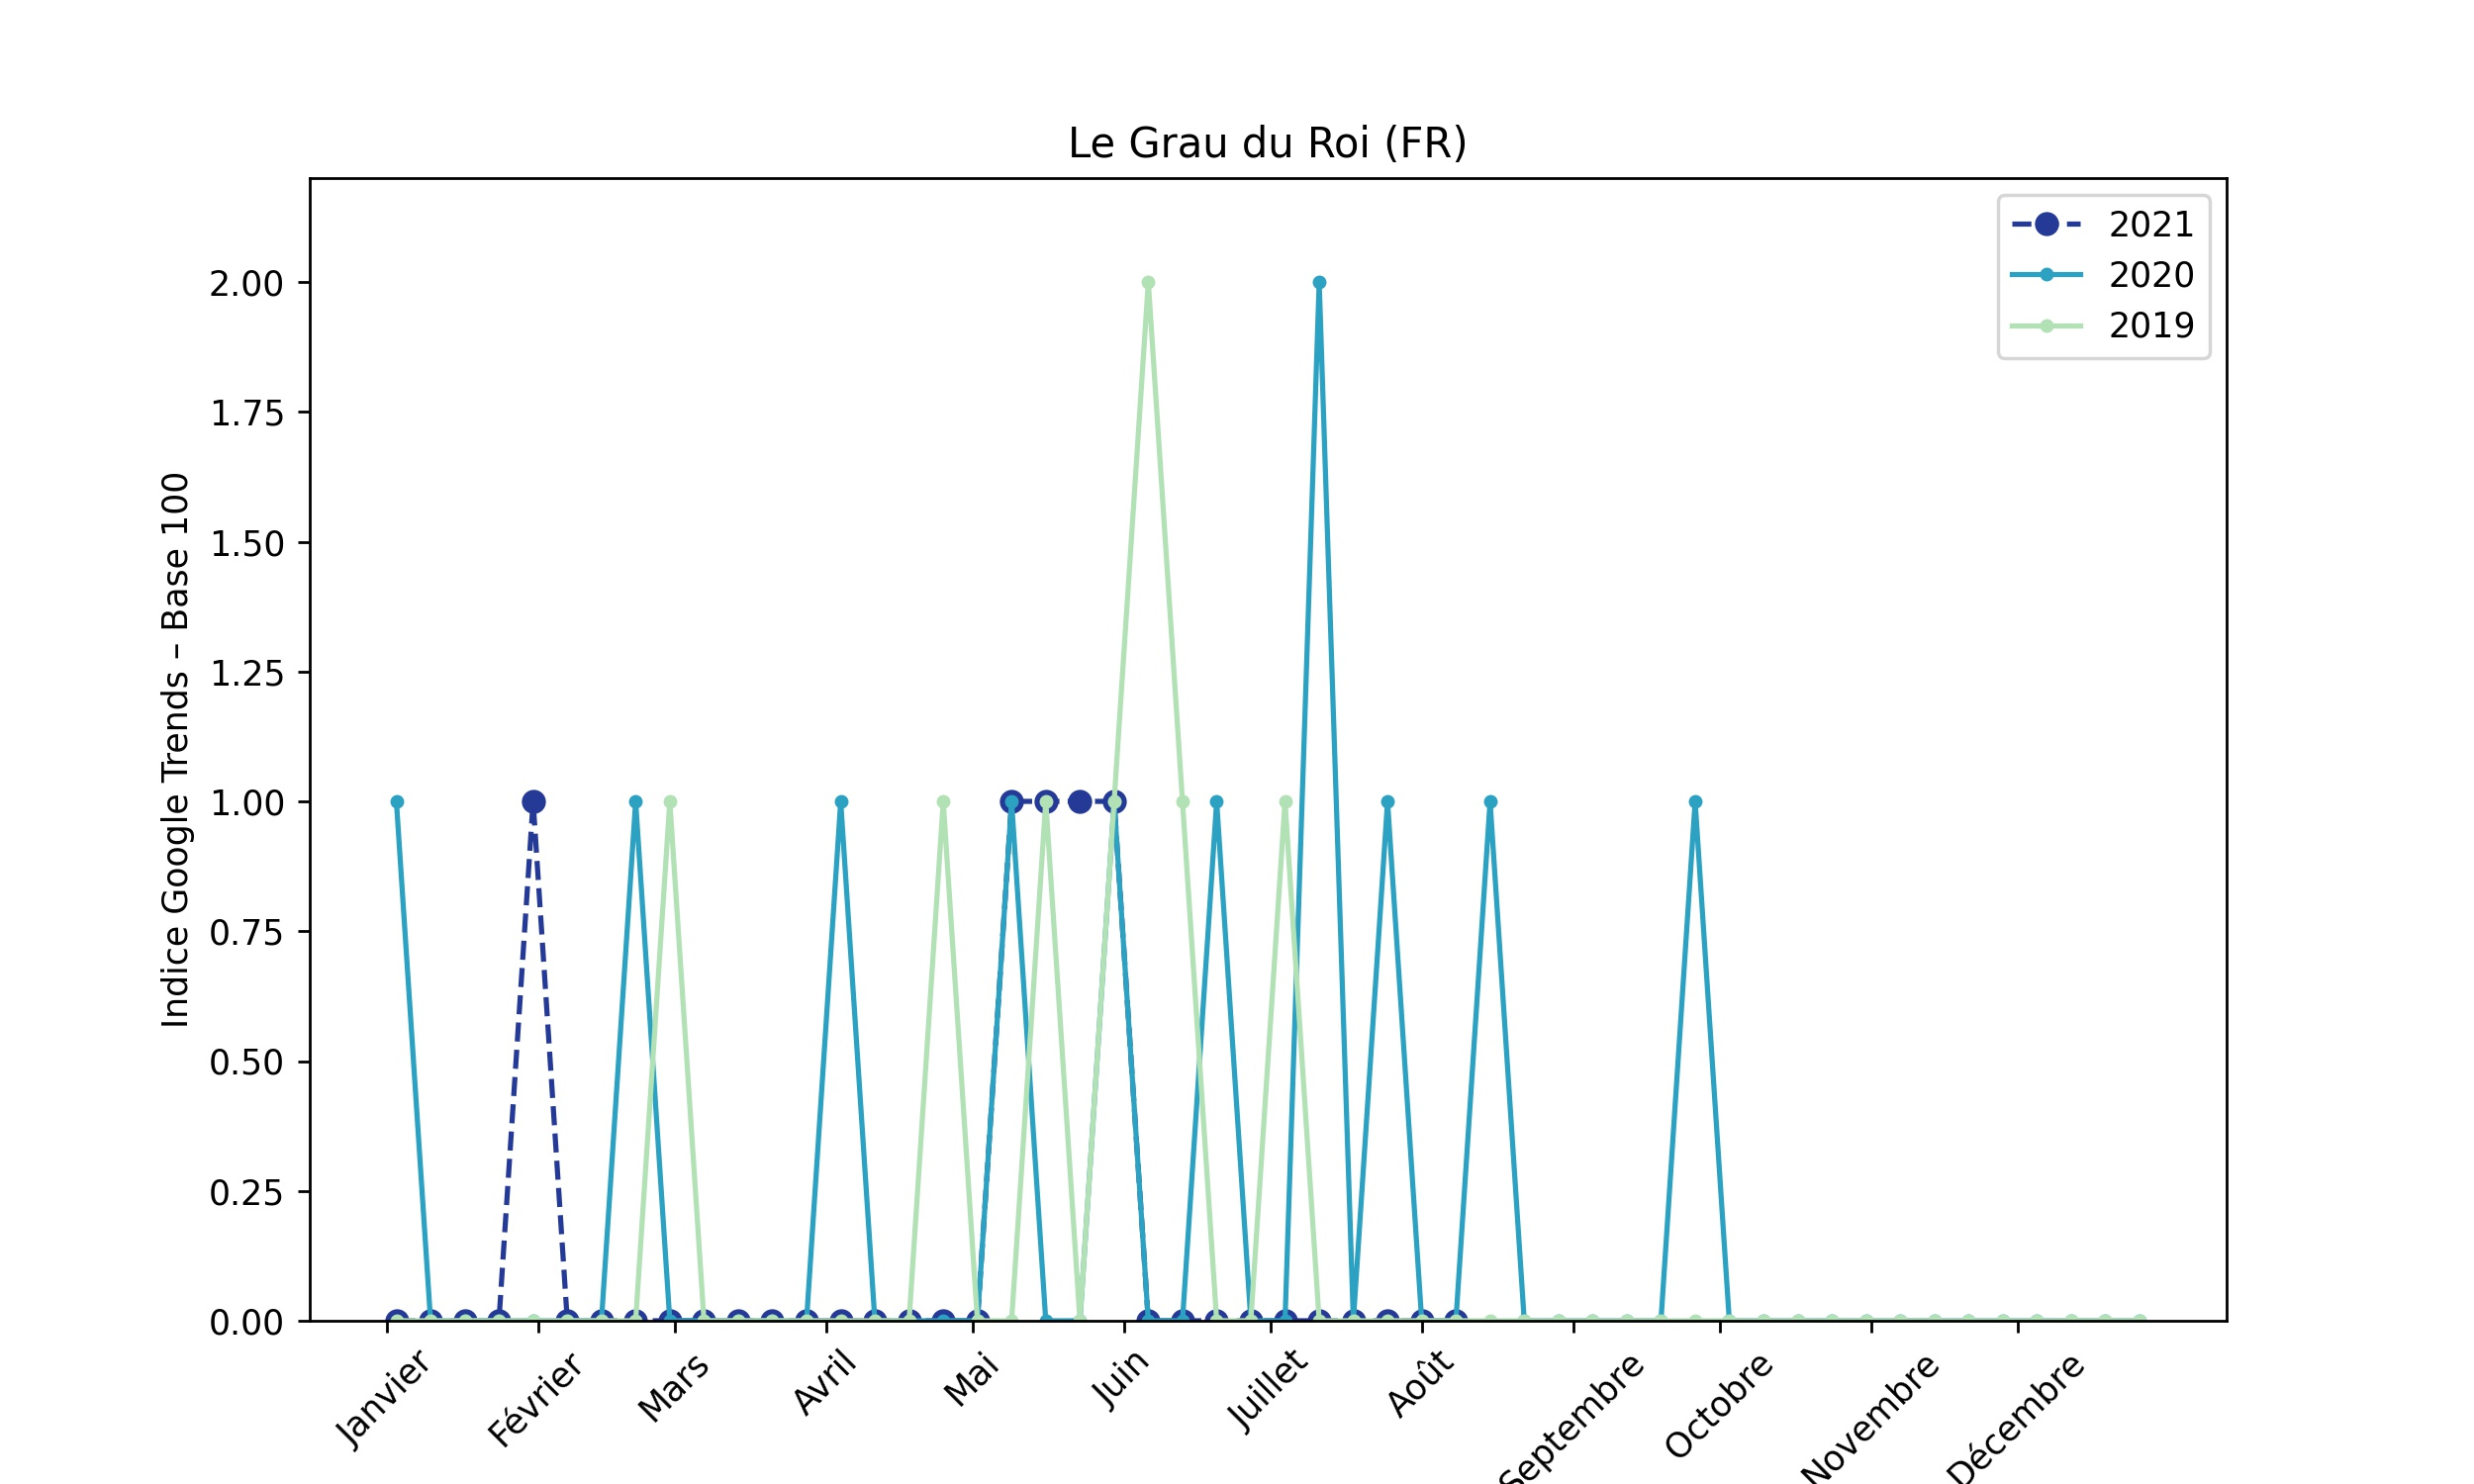 Le Grau du Roi (FR)
2021
2020
2019
Indice Google Trends – Base 100
2.00
1.75
1.50
1.25
1.00
0.75
0.50
0.25
0.00
Janvier
Février
Mars
Avril
Mai
Juin
Juillet
Août
Septembre
Octobre
Novembre
Décembre